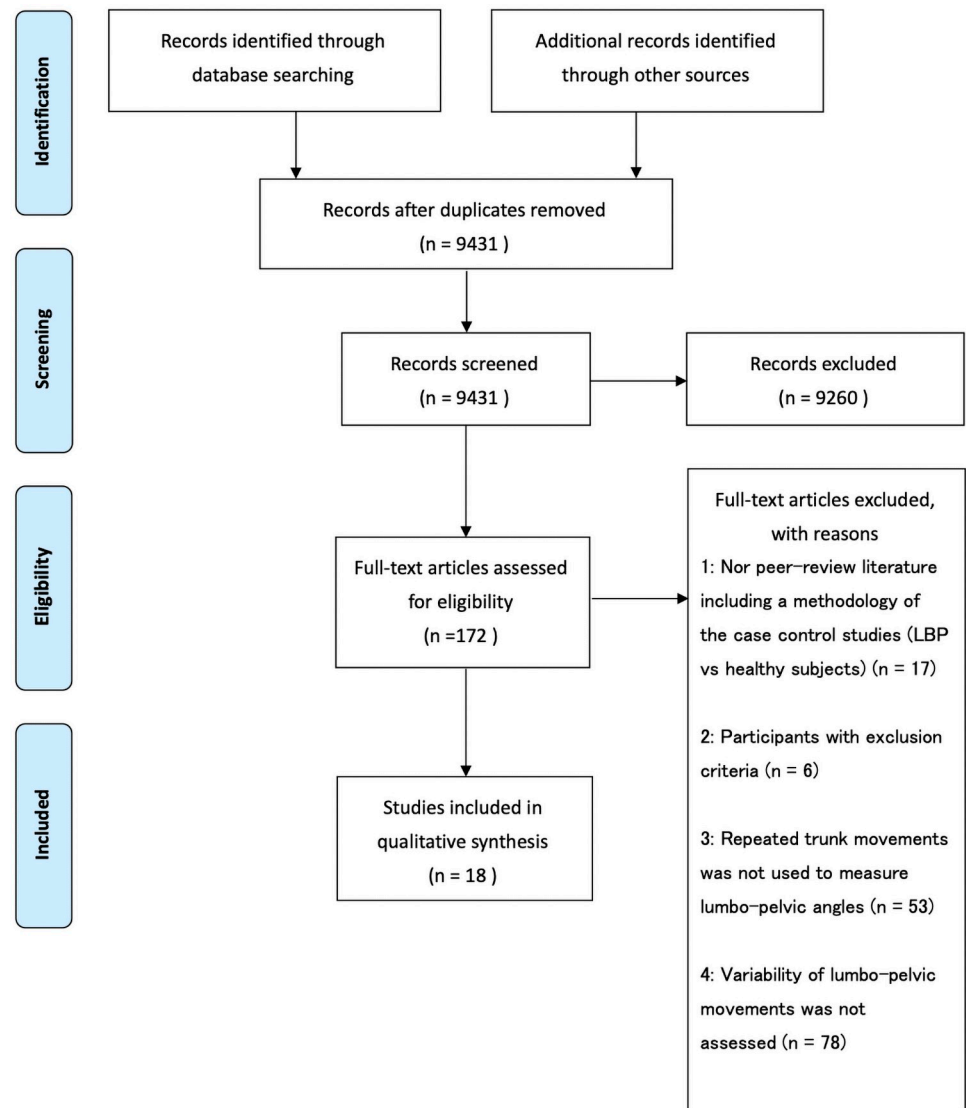 Identification
Records identified through
database searching
Additional records identified
through other sources
Records after duplicates removed
(n = 9431 )
Screening
Records screened
(n = 9431 )
Records excluded
(n = 9260 )
Eligibility
Full-text articles assessed
for eligibility
(n =172 )
Full-text articles excluded,
with reasons
1: Nor peer-review literature
including a methodology of
the case control studies (LBP
vs healthy subjects) (n = 17)
2: Participants with exclusion
criteria (n = 6)
3: Repeated trunk movements
was not used to measure
lumbo-pelvic angles (n = 53)
4: Variability of lumbo-pelvic
movements was not
assessed (n = 78)
Included
Studies included in
qualitative synthesis
(n = 18 )